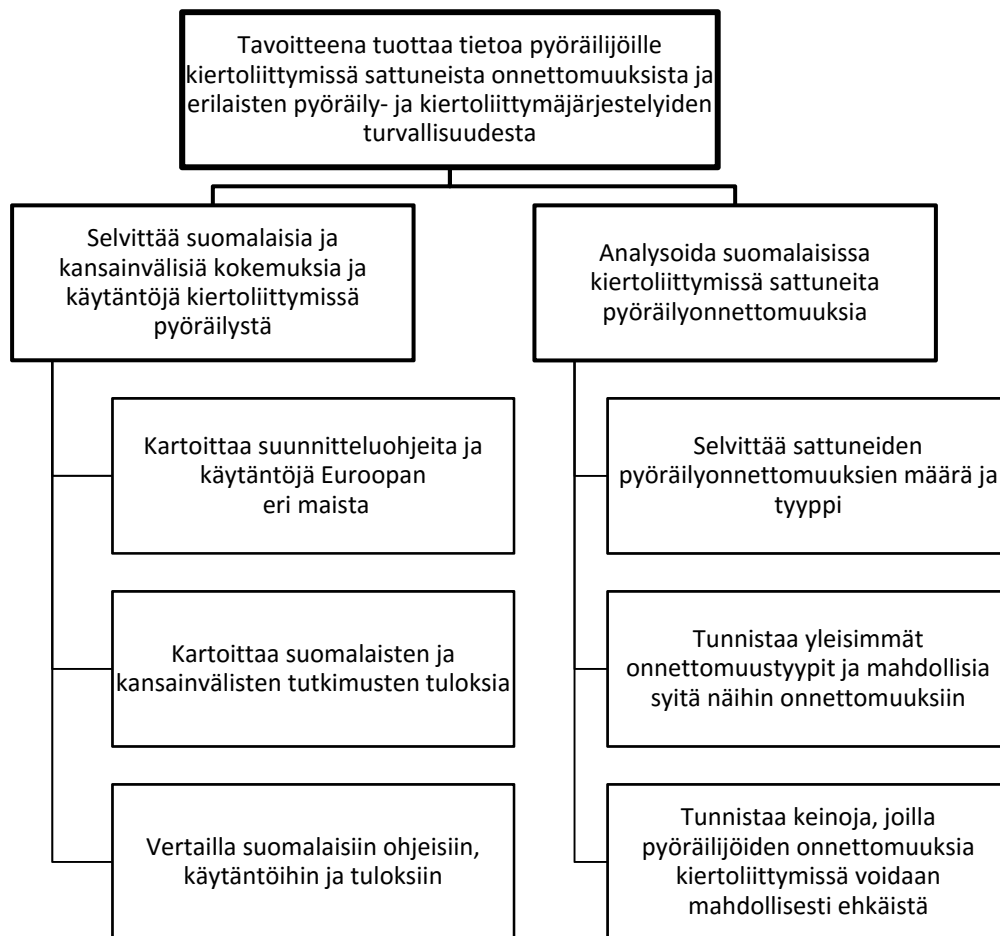 Tavoitteena tuottaa tietoa pyöräilijöille
kiertoliittymissä sattuneista onnettomuuksista ja
erilaisten pyöräily- ja kiertoliittymäjärjestelyiden
turvallisuudesta
Selvittää suomalaisia ja
kansainvälisiä kokemuksia ja
käytäntöjä kiertoliittymissä
pyöräilystä
Kartoittaa suunnitteluohjeita ja
käytäntöjä Euroopan
eri maista
Kartoittaa suomalaisten ja
kansainvälisten tutkimusten tuloksia
Vertailla suomalaisiin ohjeisiin,
käytäntöihin ja tuloksiin
Analysoida suomalaisissa
kiertoliittymissä sattuneita
pyöräilyonnettomuuksia
Selvittää sattuneiden
pyöräilyonnettomuuksien määrä ja
tyyppi
Tunnistaa yleisimmät
onnettomuustyypit ja mahdollisia
syitä näihin onnettomuuksiin
Tunnistaa keinoja, joilla
pyöräilijöiden onnettomuuksia
kiertoliittymissä voidaan
mahdollisesti ehkäistä